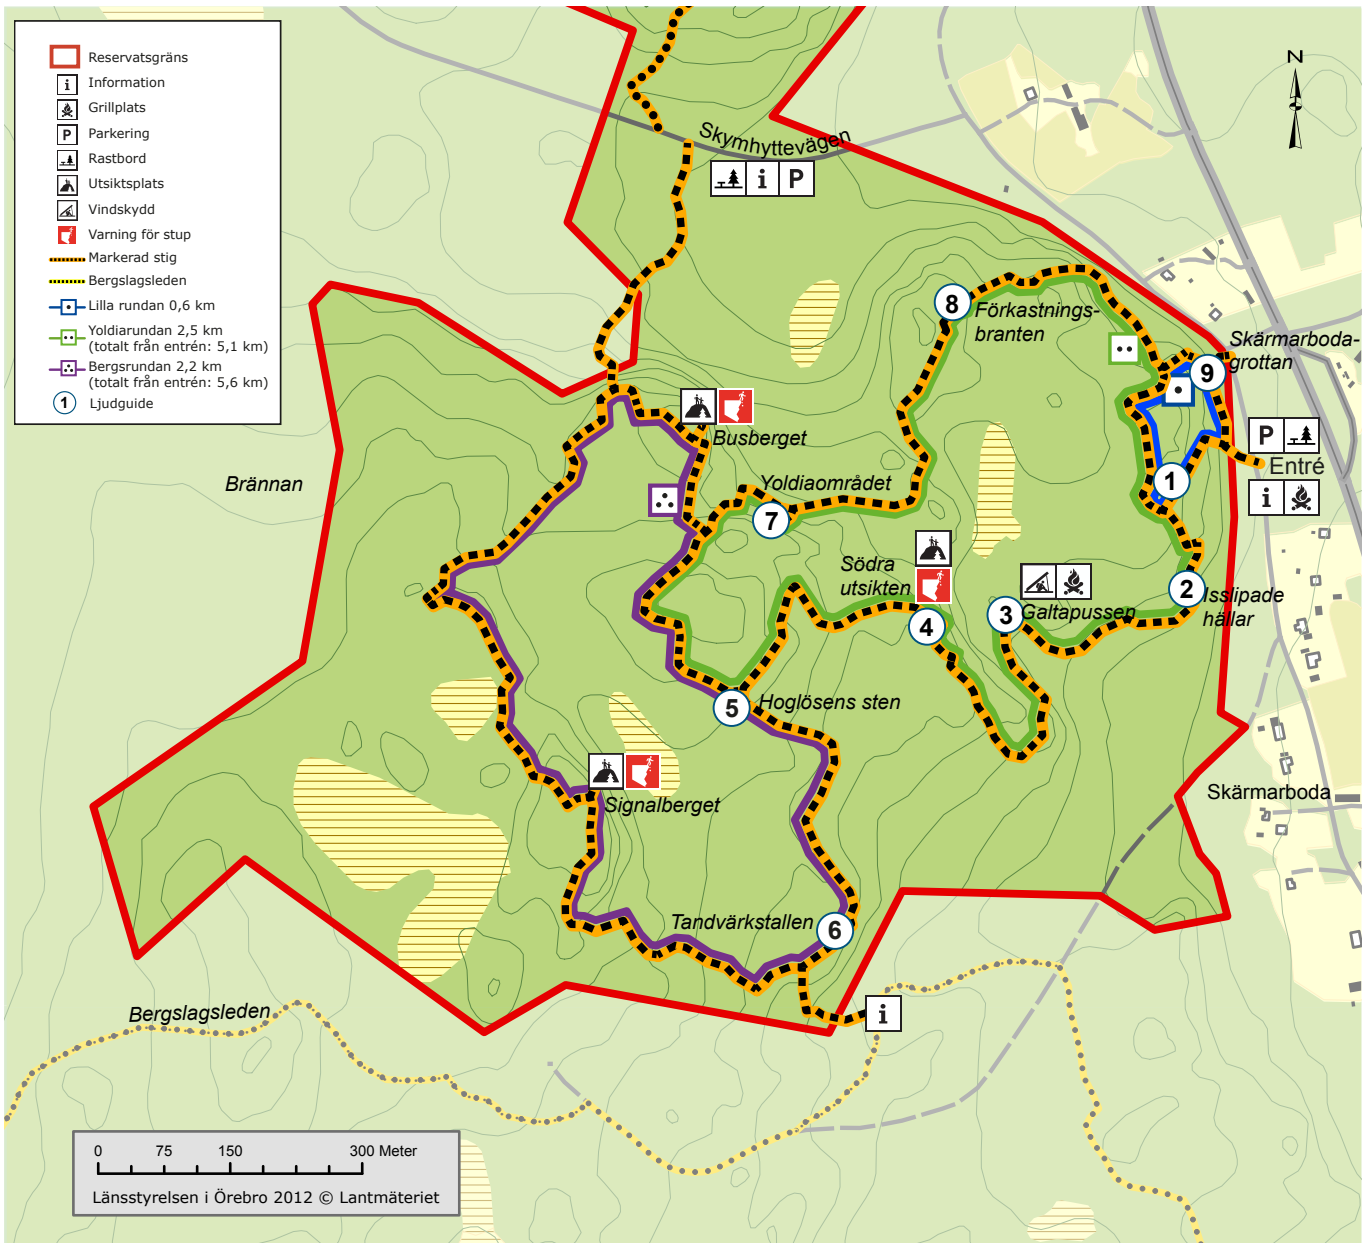 Reservatsgräns
i Information
Grillplats
P Parkering
Rastbord
Utsiktsplats
Vindskydd
Varning för stup
Markerad stig
Bergslagsleden
Lilla rundan 0,6 km
Yoldiarundan 2,5 km
(totalt från entrén: 5,1 km)
Bergsrundan 2,2 km
(totalt från entrén: 5,6 km)
1 Ljudguide
N
Skymhyttevägen
i P
8
Förkastnings-
branten
Skärmarboda-
grottan
9
Busberget
P
Entré
i
Brännan
Yoldiaområdet
7
1
Södra
utsikten
2
Isslipade
hällar
3
Galtapussen
4
5
Hoglösens sten
Signalberget
Skärmarboda
Tandvärkstallen
6
Bergslagsleden
i
0 75 150 300 Meter
Länsstyrelsen i Örebro 2012 © Lantmäteriet